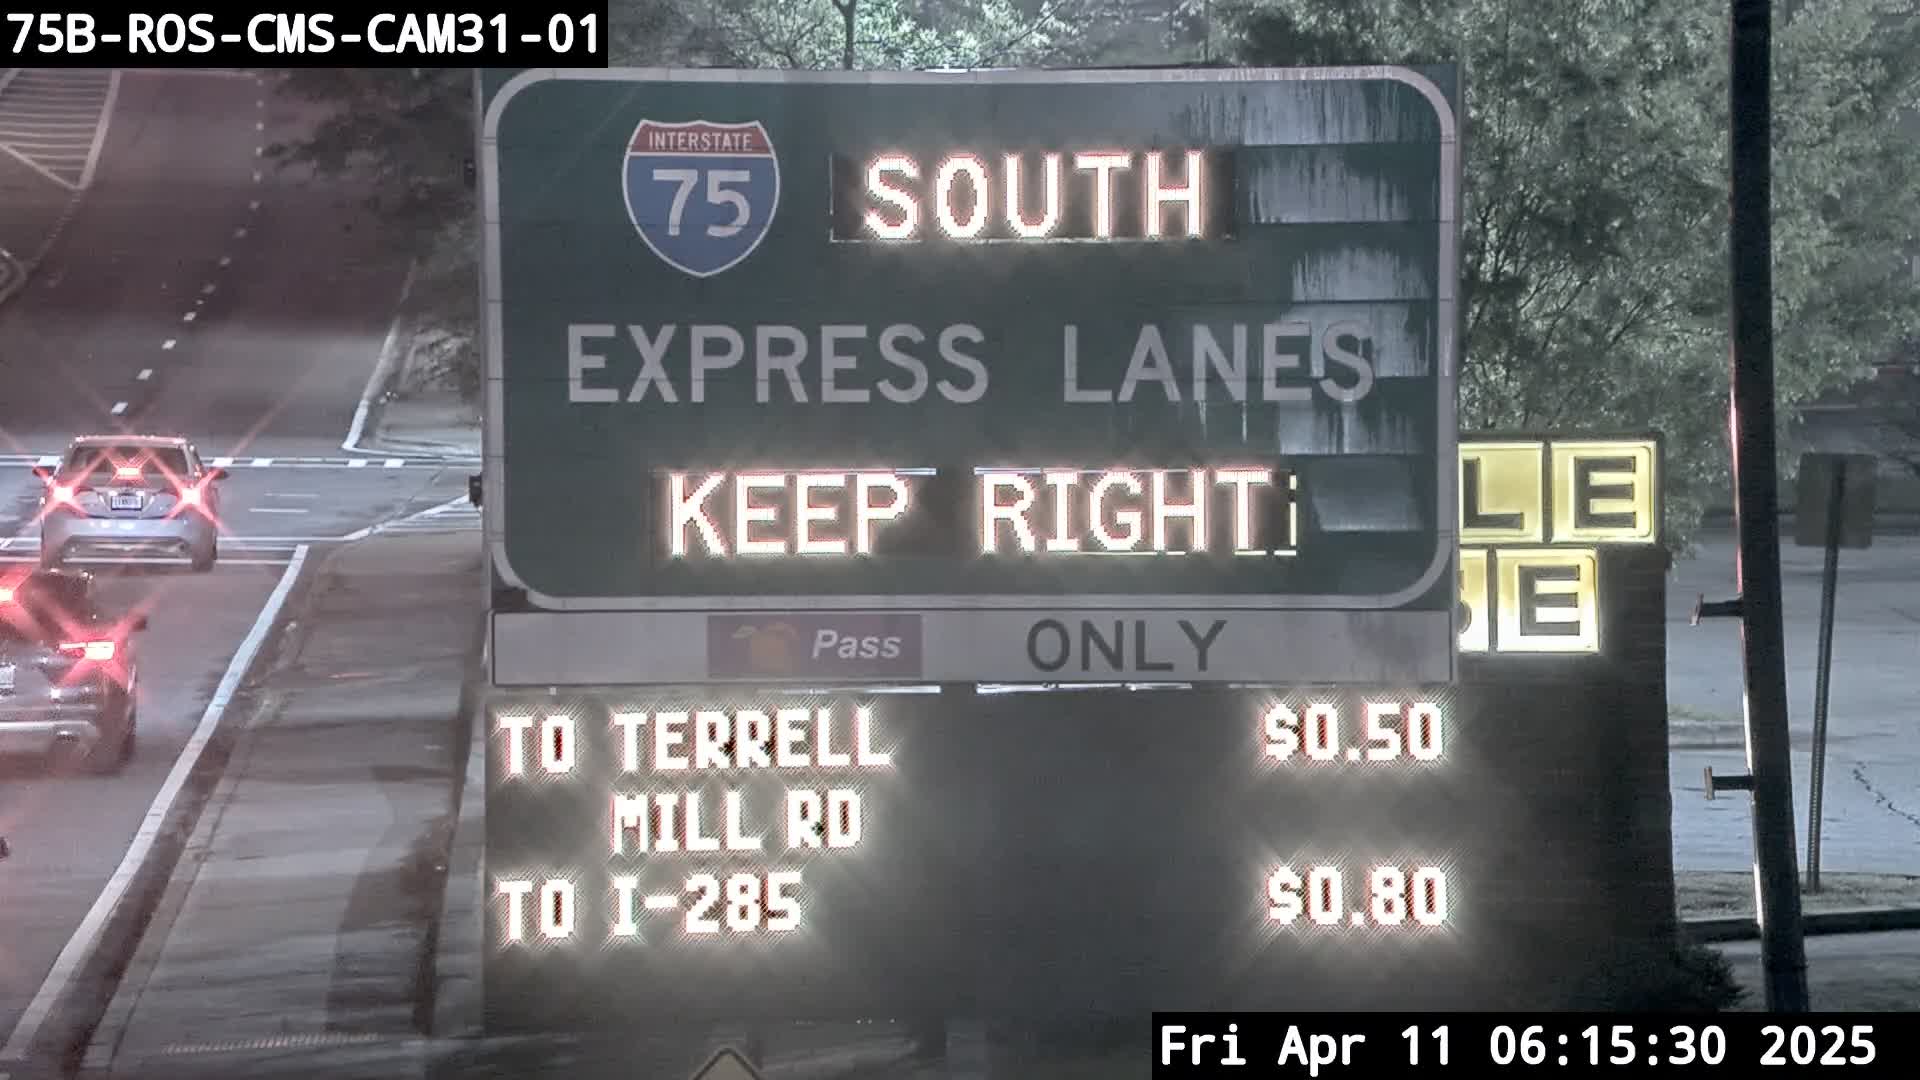 75B-ROS-CMS-CAM31-01
INTERSTATE
75
SOUTH
EXPRESS LANES
KEEP RIGHT
Pass ONLY
LE
E
TO TERRELL $0.50
MILL RD
TO I-285 $0.80
Fri Apr 11 06:15:30 2025